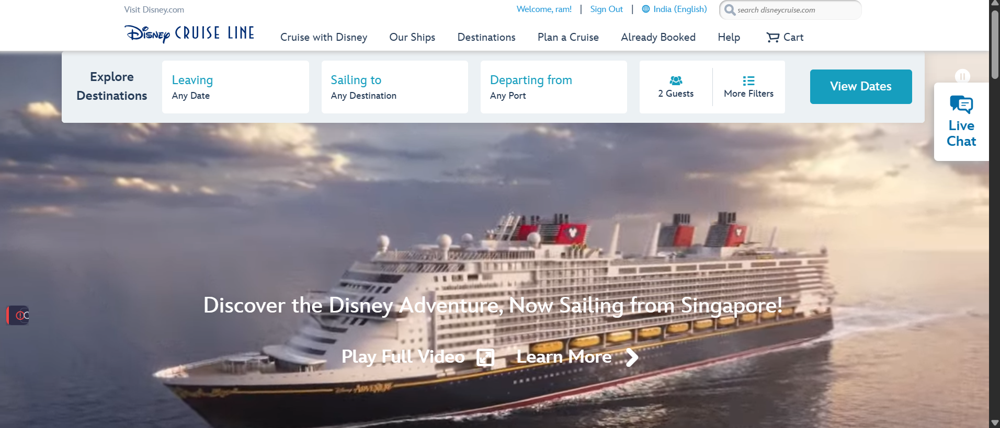 Visit Disney.com
Welcome, ram! | Sign Out | India (English)
search disneycruise.com
Disney CRUISE LINE
Cruise with Disney
Our Ships
Destinations
Plan a Cruise
Already Booked
Help
Cart
Explore
Destinations
Leaving
Any Date
Sailing to
Any Destination
Departing from
Any Port
2 Guests
More Filters
View Dates
Live
Chat
Discover the Disney Adventure, Now Sailing from Singapore!
Play Full Video
Learn More
Disney ADVENTURE